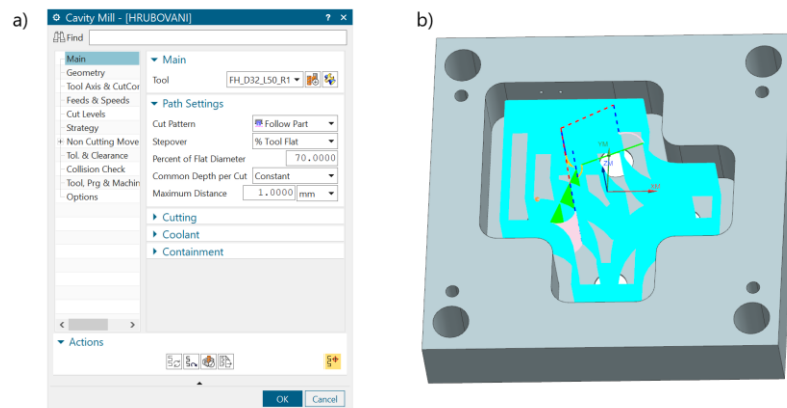 a)
b)
Cavity Mill - [HRUBOVANI]
? ×
Find
Main
Geometry
Tool Axis & CutCor
Feeds & Speeds
Cut Levels
Strategy
Non Cutting Move
Tol. & Clearance
Collision Check
Tool, Prg & Machin
Options
Main
Tool FH_D32_L50_R1
Path Settings
Cut Pattern Follow Part
Stepover % Tool Flat
Percent of Flat Diameter 70.0000
Common Depth per Cut Constant
Maximum Distance 1.0000 mm
Cutting
Coolant
Containment
Actions
OK Cancel
YM
ZM
XM